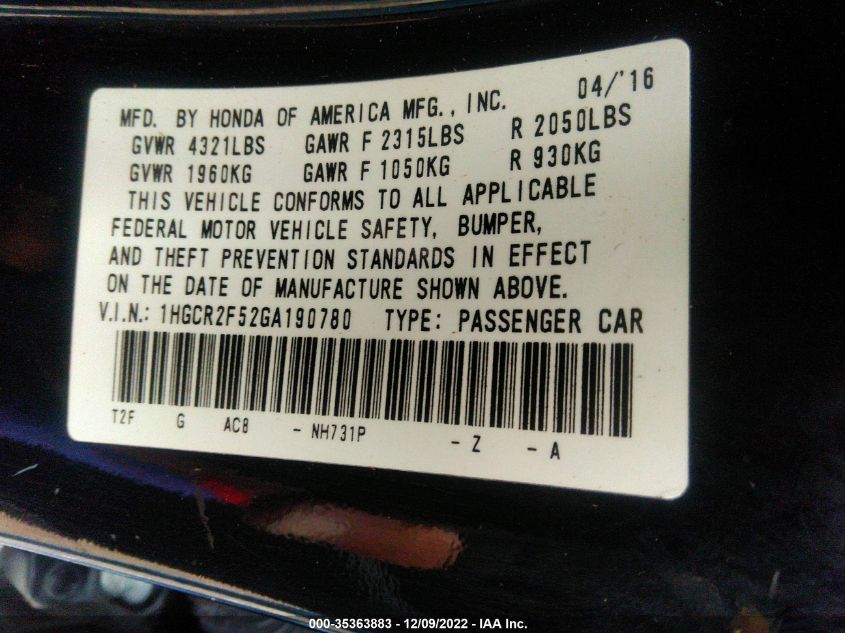 MFD. BY HONDA OF AMERICA MFG., INC. 04/'16
GVWR 4321LBS GAWR F 2315LBS R 2050LBS
GVWR 1960KG GAWR F 1050KG R 930KG
THIS VEHICLE CONFORMS TO ALL APPLICABLE
FEDERAL MOTOR VEHICLE SAFETY, BUMPER,
AND THEFT PREVENTION STANDARDS IN EFFECT
ON THE DATE OF MANUFACTURE SHOWN ABOVE.
V.I.N.: 1HGCR2F52GA190780 TYPE: PASSENGER CAR
T2F G AC8 - NH731P - Z - A
000-35363883 - 12/09/2022 - IAA Inc.